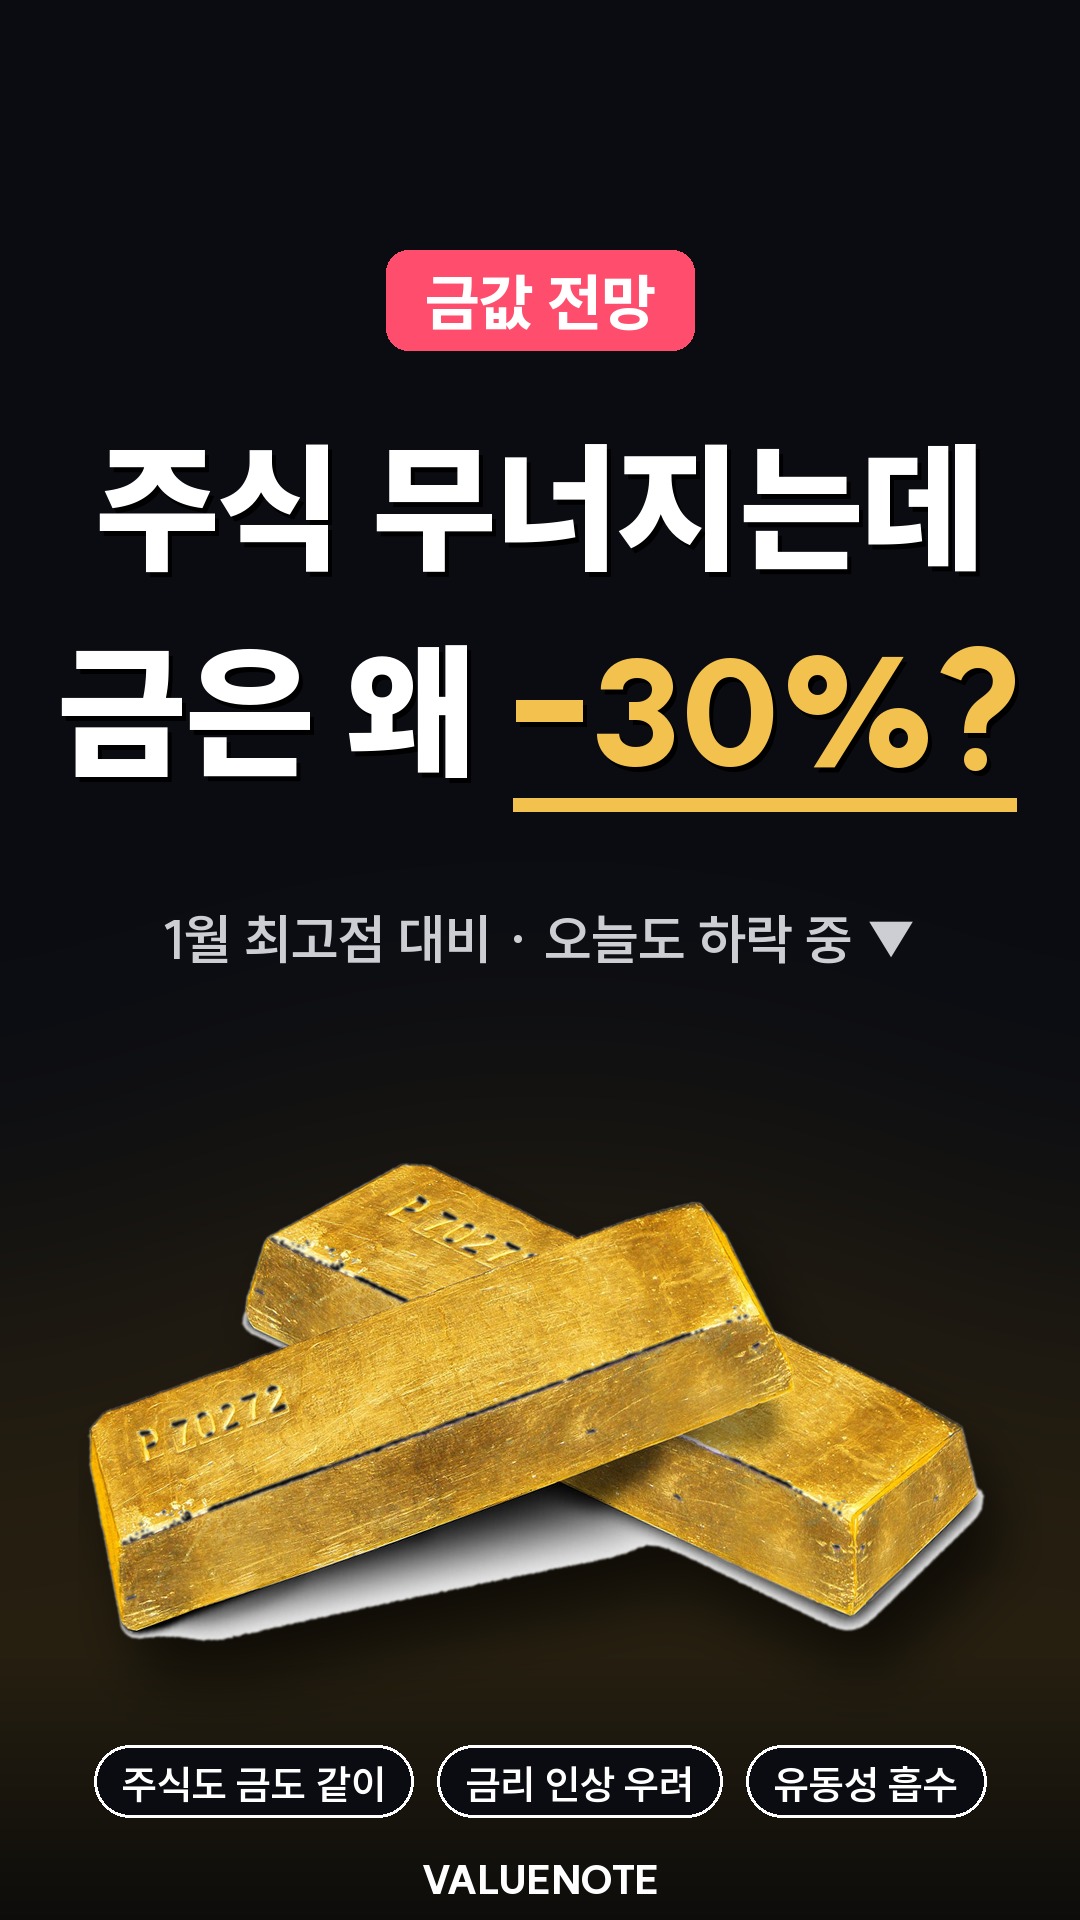 금값 전망
주식 무너지는데
금은 왜 -30%?
1월 최고점 대비 · 오늘도 하락 중 ▼
P 7027
P 70272
주식도 금도 같이
금리 인상 우려
유동성 흡수
VALUENOTE